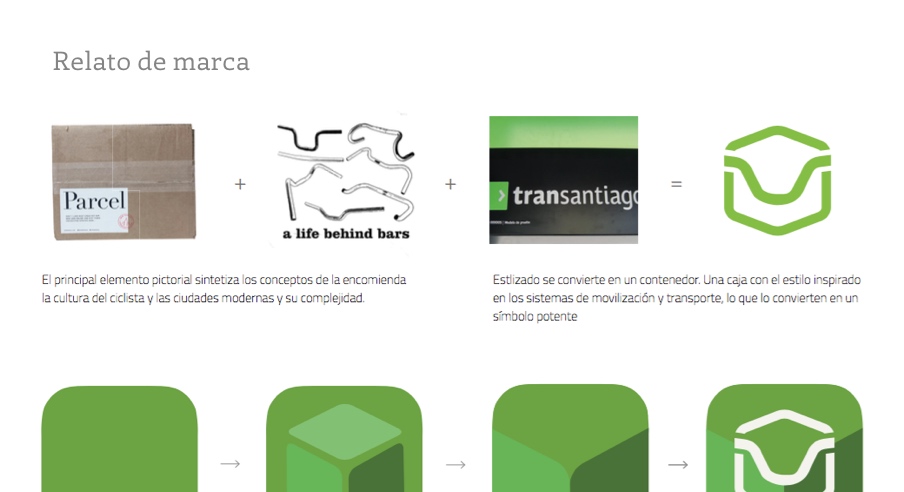 Relato de marca
Parcel
a life behind bars
transantiago
El principal elemento pictorial sintetiza los conceptos de la encomienda
la cultura del ciclista y las ciudades modernas y su complejidad.
Estlizado se convierte en un contenedor. Una caja con el estilo inspirado
en los sistemas de movilización y transporte, lo que lo convierten en un
símbolo potente